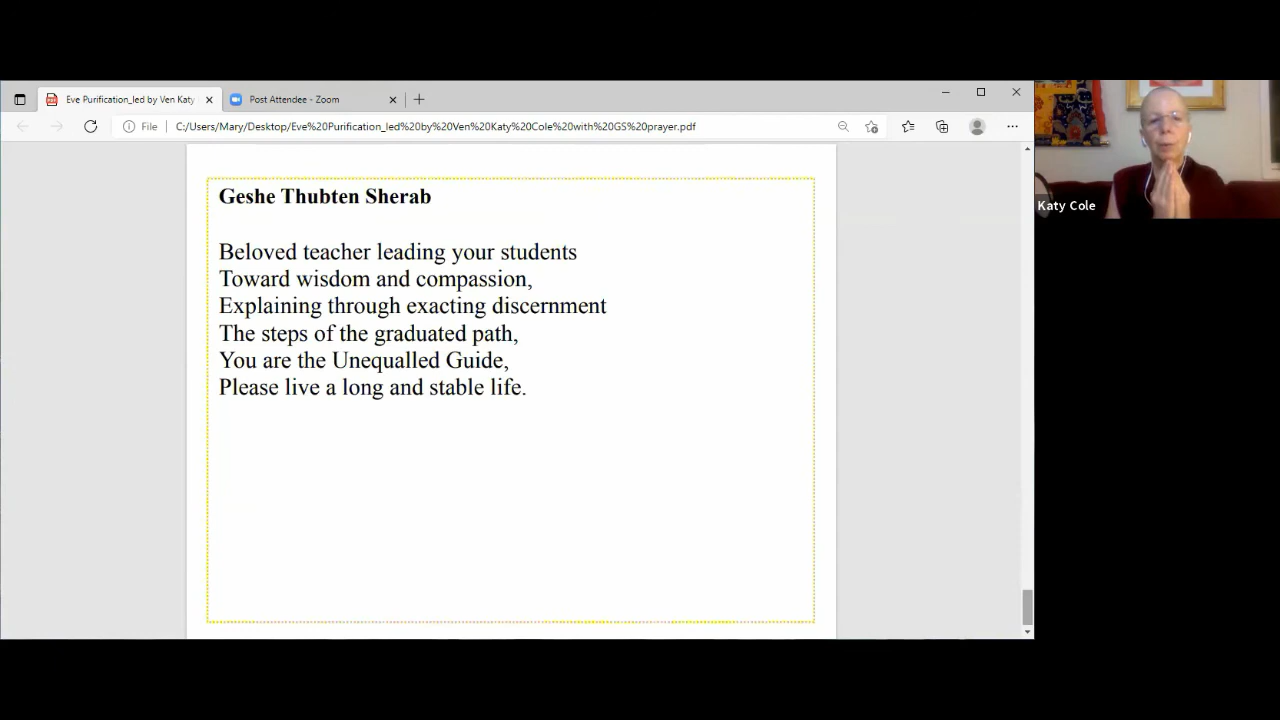 Eve Purification_led by Ven Katy
Post Attendee - Zoom
File
C:/Users/Mary/Desktop/Eve%20Purification_led%20by%20Ven%20Katy%20Cole%20with%20GS%20prayer.pdf
Geshe Thubten Sherab
Beloved teacher leading your students
Toward wisdom and compassion,
Explaining through exacting discernment
The steps of the graduated path,
You are the Unequalled Guide,
Please live a long and stable life.
Katy Cole